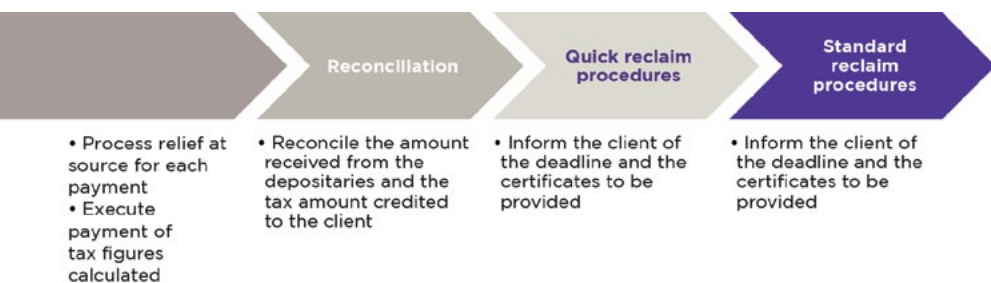 Reconciliation
Quick reclaim
procedures
Standard
reclaim
procedures
• Process relief at
source for each
payment
• Execute
payment of
tax figures
calculated
• Reconcile the amount
received from the
depositaries and the
tax amount credited
to the client
• Inform the client of
the deadline and the
certificates to be
provided
• Inform the client of
the deadline and the
certificates to be
provided